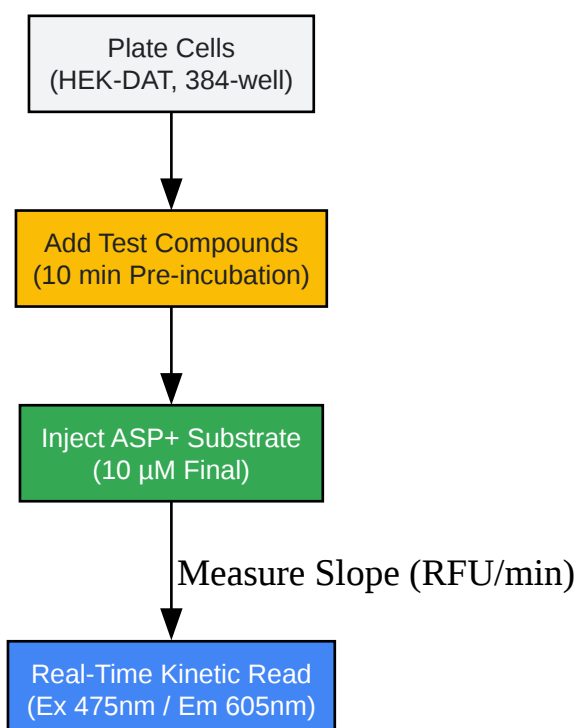 Plate Cells
(HEK-DAT, 384-well)
Add Test Compounds
(10 min Pre-incubation)
Inject ASP+ Substrate
(10 µM Final)
Measure Slope (RFU/min)
Real-Time Kinetic Read
(Ex 475nm / Em 605nm)